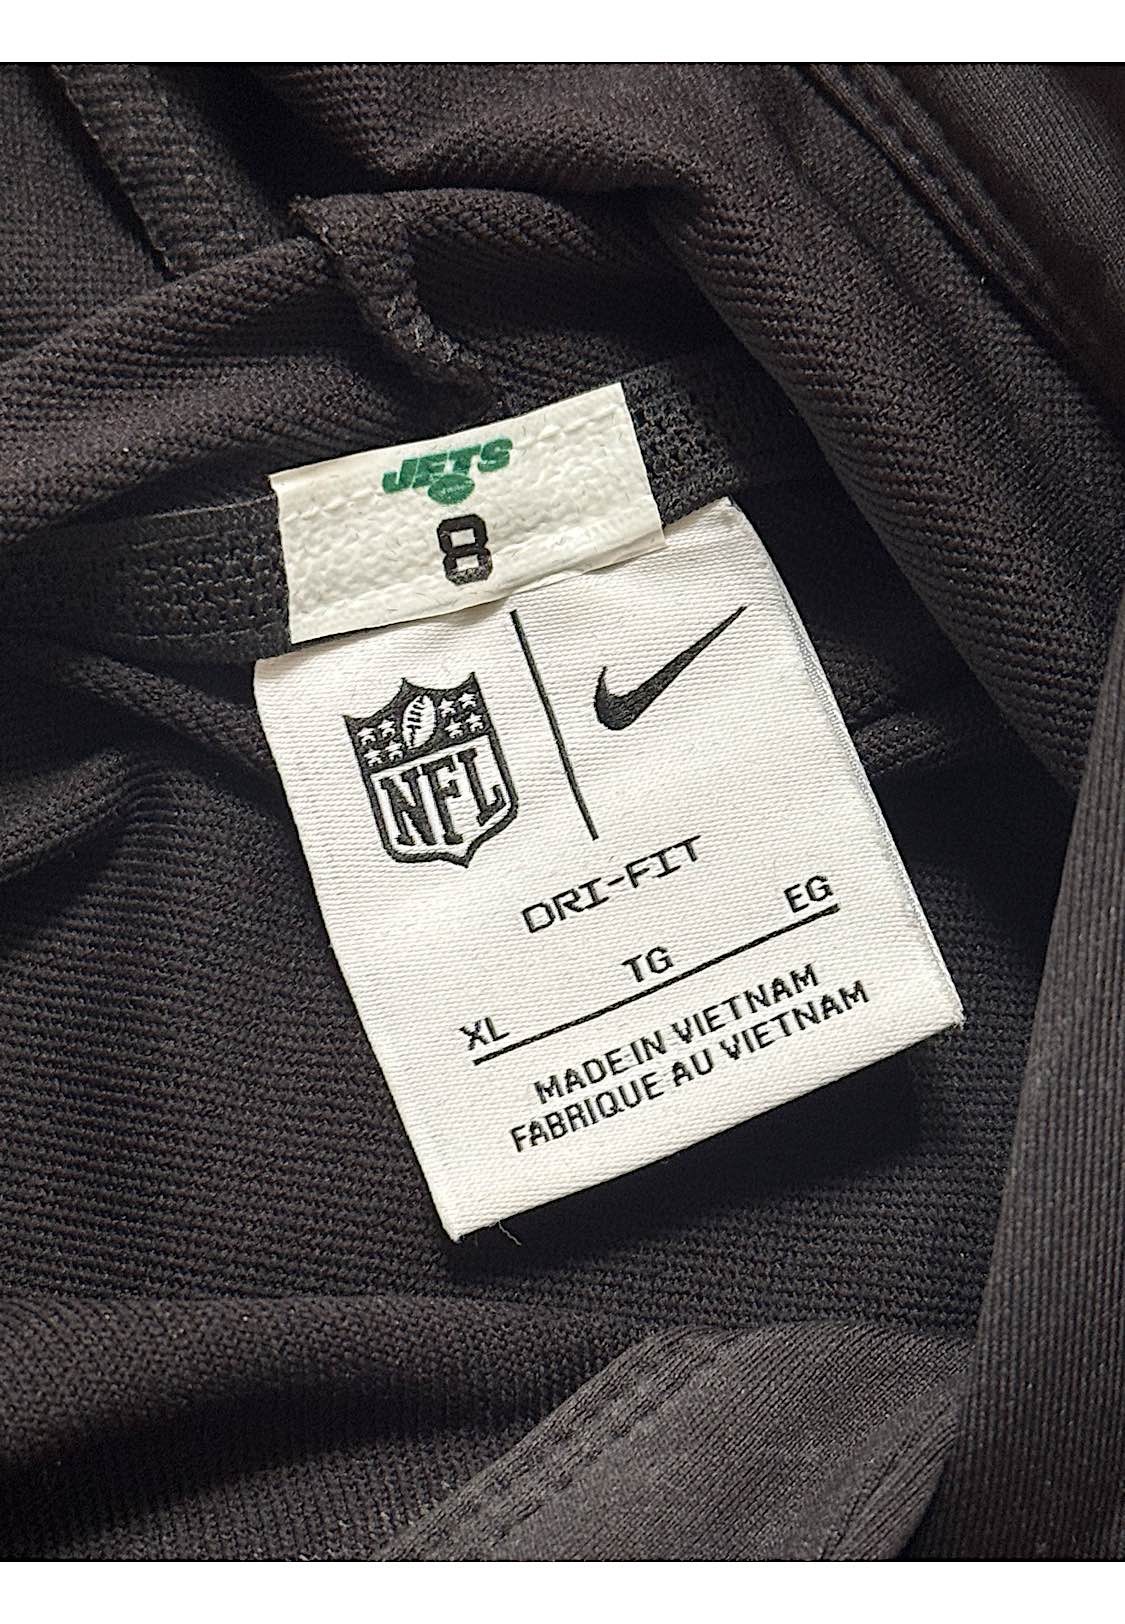 JETS
8
NFL
DRI-FIT
XL TG EG
MADE IN VIETNAM
FABRIQUE AU VIETNAM